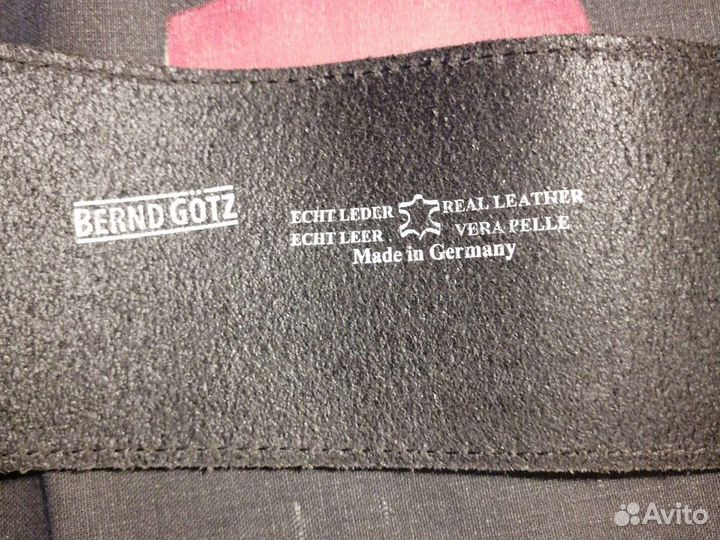 BERND GÖTZ
ECHT LEDER REAL LEATHER
ECHT LEER VERA PELLE
Made in Germany
Avito